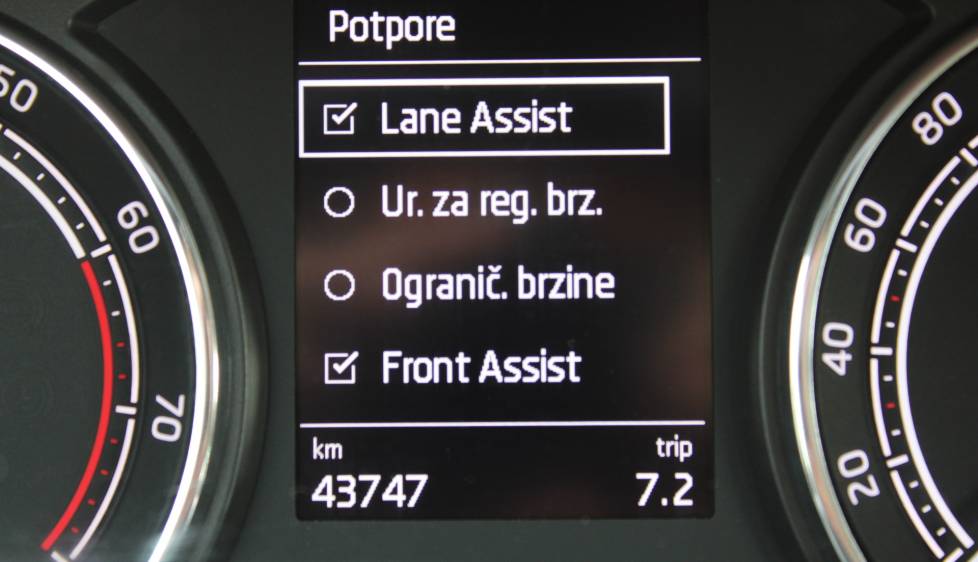 Potpore
Lane Assist
Ur. za reg. brz.
Ogranič. brzine
Front Assist
km trip
43747 7.2
50
60
70
80
60
40
20